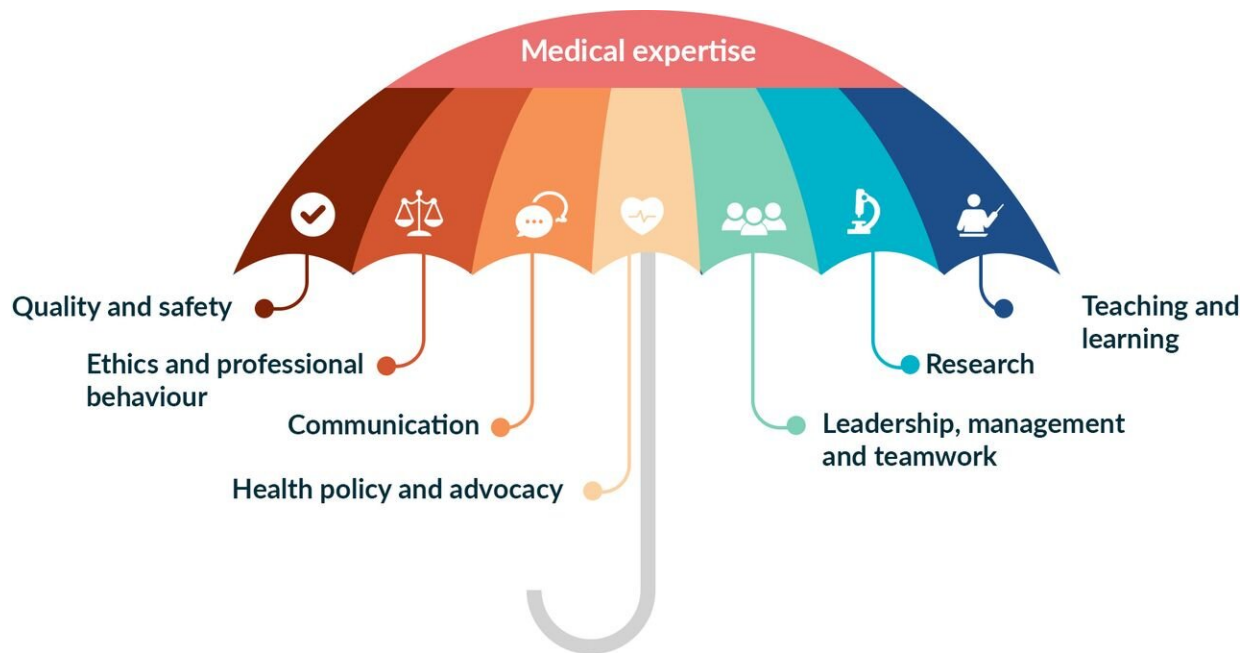 Medical expertise
Quality and safety
Ethics and professional
behaviour
Communication
Health policy and advocacy
Leadership, management
and teamwork
Research
Teaching and
learning